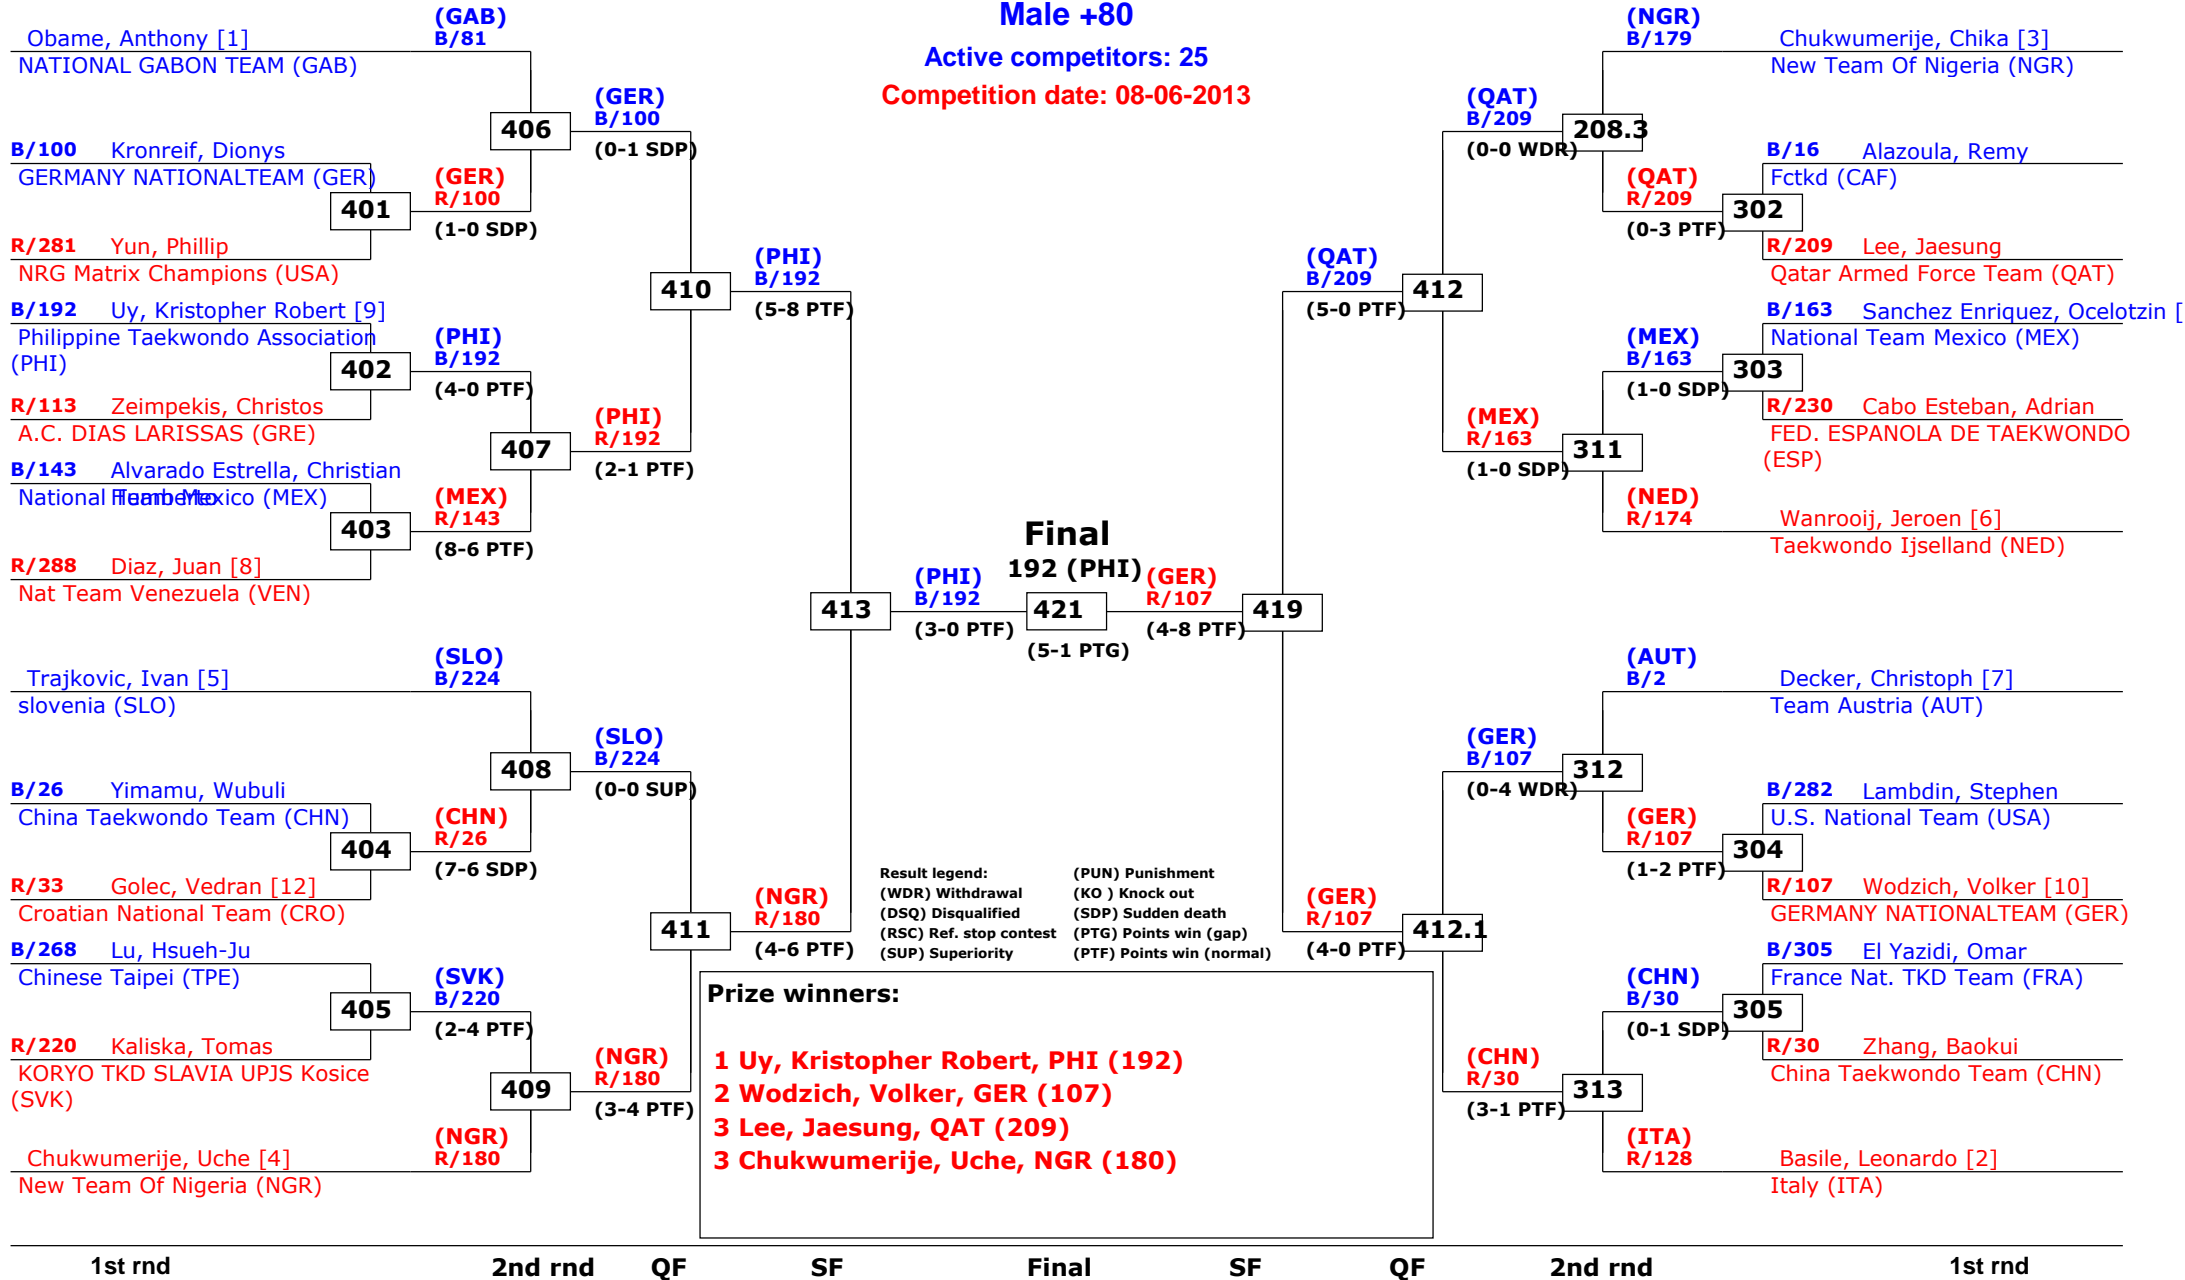 Male +80
Active competitors: 25
Competition date: 08-06-2013
(GAB)
B/81
Obame, Anthony [1]
NATIONAL GABON TEAM (GAB)
406
(GER)
B/100
(0-1 SDP)
B/100 Kronreif, Dionys
GERMANY NATIONALTEAM (GER)
401
(GER)
R/100
(1-0 SDP)
R/281 Yun, Phillip
NRG Matrix Champions (USA)
410
(PHI)
B/192
(5-8 PTF)
B/192 Uy, Kristopher Robert [9]
Philippine Taekwondo Association
(PHI)
402
(PHI)
B/192
(4-0 PTF)
R/113 Zeimpekis, Christos
A.C. DIAS LARISSAS (GRE)
407
(PHI)
R/192
(2-1 PTF)
B/143 Alvarado Estrella, Christian
Humberto
National Team Mexico (MEX)
403
(MEX)
R/143
(8-6 PTF)
R/288 Diaz, Juan [8]
Nat Team Venezuela (VEN)
413
(PHI)
B/192
(3-0 PTF)
(SLO)
B/224
Trajkovic, Ivan [5]
slovenia (SLO)
408
(SLO)
B/224
(0-0 SUP)
B/26 Yimamu, Wubuli
China Taekwondo Team (CHN)
404
(CHN)
R/26
(7-6 SDP)
R/33 Golec, Vedran [12]
Croatian National Team (CRO)
411
(NGR)
R/180
(4-6 PTF)
B/268 Lu, Hsueh-Ju
Chinese Taipei (TPE)
405
(SVK)
B/220
(2-4 PTF)
R/220 Kaliska, Tomas
KORYO TKD SLAVIA UPJS Kosice
(SVK)
409
(NGR)
R/180
(3-4 PTF)
(NGR)
R/180
Chukwumerije, Uche [4]
New Team Of Nigeria (NGR)
Final
192 (PHI)
421
(5-1 PTG)
(GER)
R/107
(4-8 PTF)
419
(NGR)
B/179
Chukwumerije, Chika [3]
New Team Of Nigeria (NGR)
(QAT)
B/209
(0-0 WDR)
208.3
B/16 Alazoula, Remy
Fctkd (CAF)
(QAT)
R/209
(0-3 PTF)
302
R/209 Lee, Jaesung
Qatar Armed Force Team (QAT)
(QAT)
B/209
(5-0 PTF)
412
B/163 Sanchez Enriquez, Ocelotzin [
National Team Mexico (MEX)
(MEX)
B/163
(1-0 SDP)
303
R/230 Cabo Esteban, Adrian
FED. ESPANOLA DE TAEKWONDO
(ESP)
(MEX)
R/163
(1-0 SDP)
311
(NED)
R/174
Wanrooij, Jeroen [6]
Taekwondo Ijselland (NED)
(AUT)
B/2
Decker, Christoph [7]
Team Austria (AUT)
(GER)
B/107
(0-4 WDR)
312
B/282 Lambdin, Stephen
U.S. National Team (USA)
(GER)
R/107
(1-2 PTF)
304
R/107 Wodzich, Volker [10]
GERMANY NATIONALTEAM (GER)
(GER)
R/107
(4-0 PTF)
412.1
B/305 El Yazidi, Omar
France Nat. TKD Team (FRA)
(CHN)
B/30
(0-1 SDP)
305
R/30 Zhang, Baokui
China Taekwondo Team (CHN)
(CHN)
R/30
(3-1 PTF)
313
(ITA)
R/128
Basile, Leonardo [2]
Italy (ITA)
Result legend: (PUN) Punishment
(WDR) Withdrawal (KO ) Knock out
(DSQ) Disqualified (SDP) Sudden death
(RSC) Ref. stop contest (PTG) Points win (gap)
(SUP) Superiority (PTF) Points win (normal)
Prize winners:
1 Uy, Kristopher Robert, PHI (192)
2 Wodzich, Volker, GER (107)
3 Lee, Jaesung, QAT (209)
3 Chukwumerije, Uche, NGR (180)
1st rnd 2nd rnd QF SF Final SF QF 2nd rnd 1st rnd